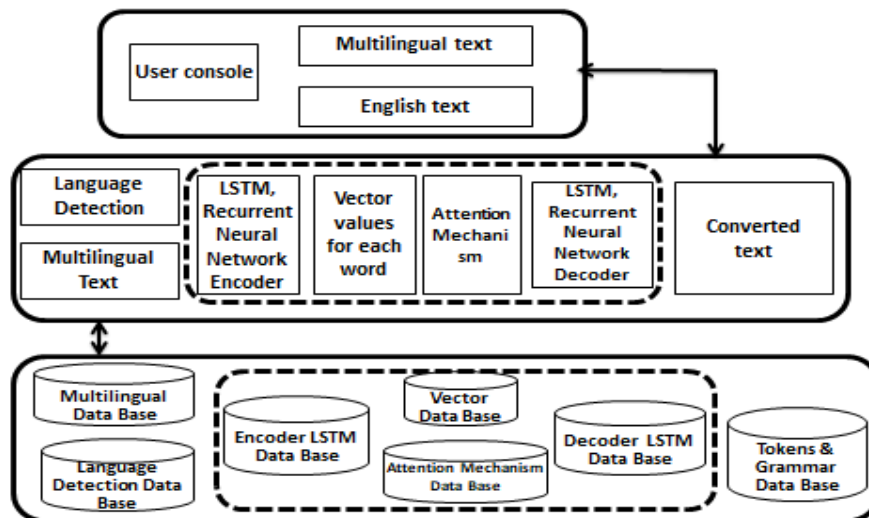 User console
Multilingual text
English text
Language
Detection
Multilingual
Text
LSTM,
Recurrent
Neural
Network
Encoder
Vector
values
for each
word
Attention
Mechani
sm
LSTM,
Recurrent
Neural
Network
Decoder
Converted
text
Multilingual
Data Base
Language
Detection Data
Base
Encoder LSTM
Data Base
Vector
Data Base
Attention Mechanism
Data Base
Decoder LSTM
Data Base
Tokens &
Grammar
Data Base